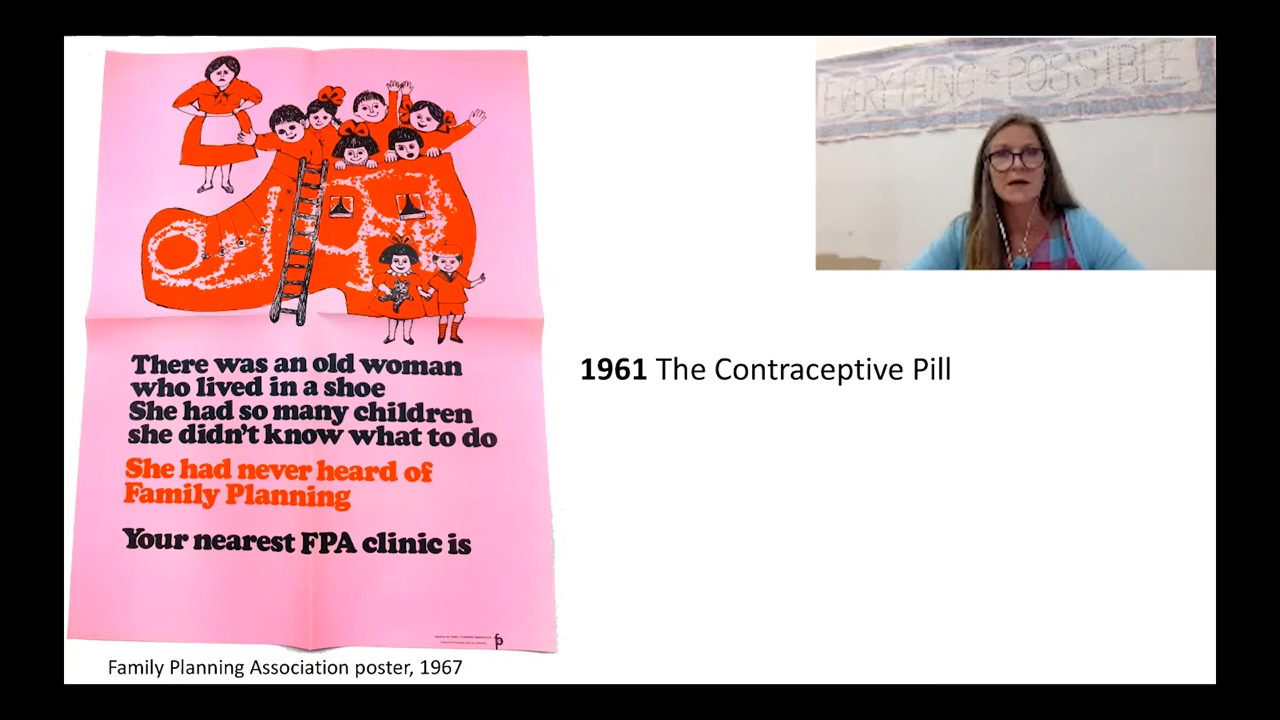 EVERYTHING IS POSSIBLE
There was an old woman
who lived in a shoe
She had so many children
she didn't know what to do
She had never heard of
Family Planning
Your nearest FPA clinic is
1961 The Contraceptive Pill
Family Planning Association poster, 1967